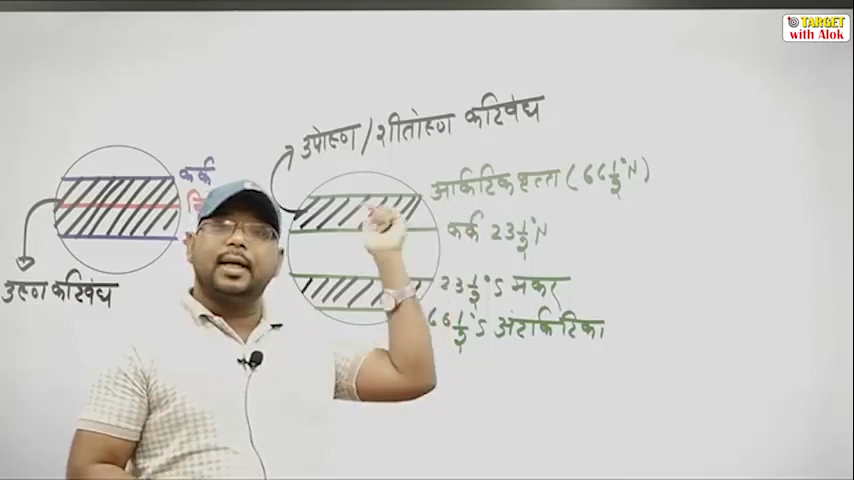 TARGET
with Alok
उपोष्ण/शीतोष्ण कटिबंध
कर्क
उष्ण कटिबंध
आर्कटिक वृत्त (66½°N)
कर्क 23½°N
23½°S मकर
66½°S अंटार्कटिका